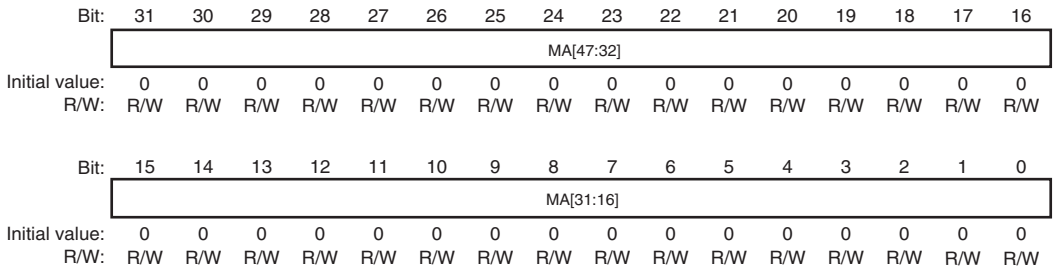 Bit: 31 30 29 28 27 26 25 24 23 22 21 20 19 18 17 16
MA[47:32]
Initial value: 0 0 0 0 0 0 0 0 0 0 0 0 0 0 0 0
R/W: R/W R/W R/W R/W R/W R/W R/W R/W R/W R/W R/W R/W R/W R/W R/W R/W
Bit: 15 14 13 12 11 10 9 8 7 6 5 4 3 2 1 0
MA[31:16]
Initial value: 0 0 0 0 0 0 0 0 0 0 0 0 0 0 0 0
R/W: R/W R/W R/W R/W R/W R/W R/W R/W R/W R/W R/W R/W R/W R/W R/W R/W